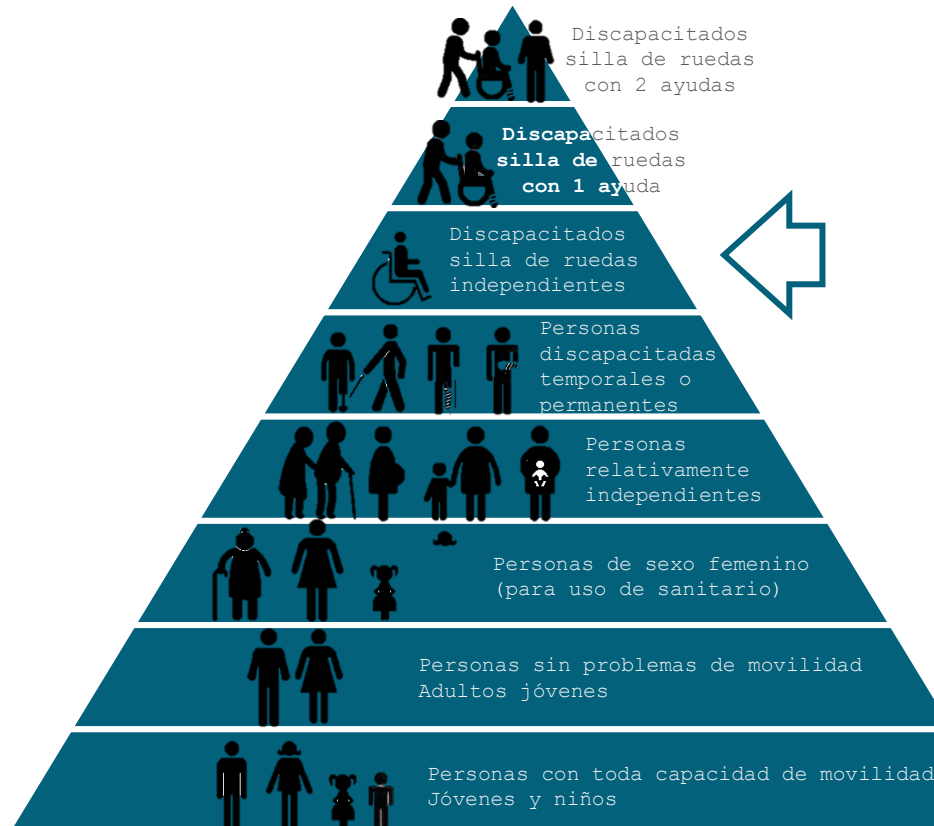 Discapacitados
silla de ruedas
con 2 ayudas
Discapacitados
silla de ruedas
con 1 ayuda
Discapacitados
silla de ruedas
independientes
Personas
discapacitadas
temporales o
permanentes
Personas
relativamente
independientes
Personas de sexo femenino
(para uso de sanitario)
Personas sin problemas de movilidad
Adultos jóvenes
Personas con toda capacidad de movilidad
Jóvenes y niños